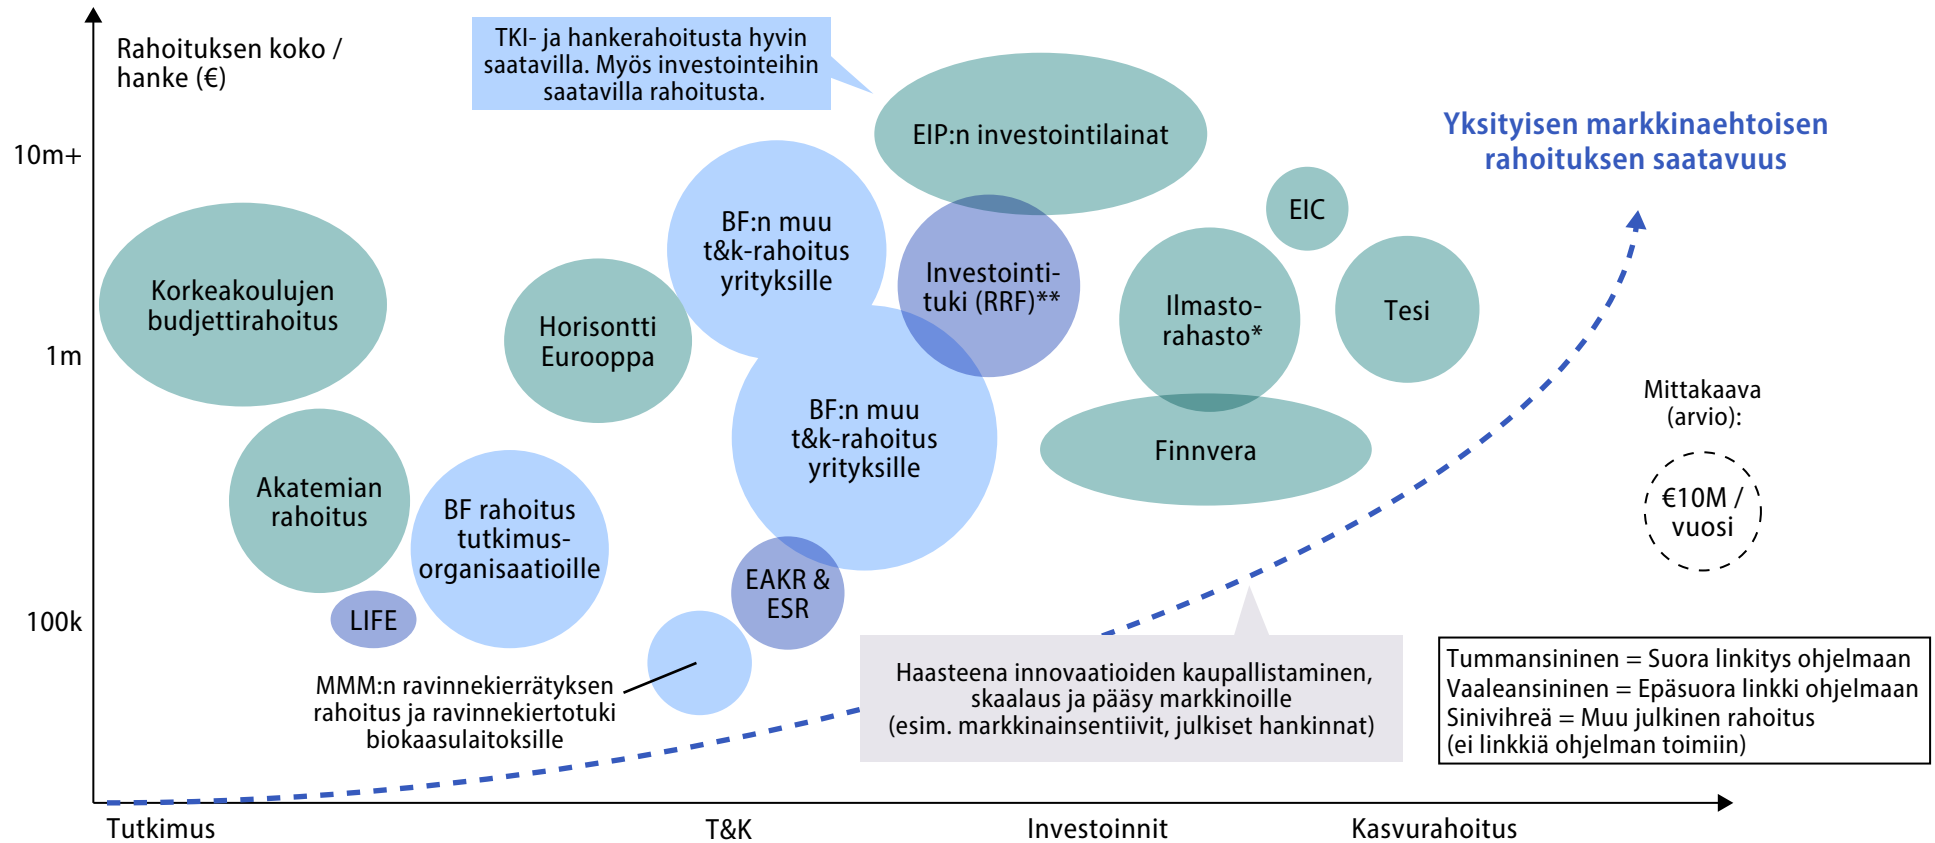 Rahoituksen koko /
hanke (€)
10m+
1m
100k
TKI- ja hankerahoitusta hyvin
saatavilla. Myös investointeihin
saatavilla rahoitusta.
EIP:n investointilainat
Yksityisen markkinaehtoisen
rahoituksen saatavuus
EIC
BF:n muu
t&k-rahoitus
yrityksille
Investointi-
tuki (RRF)**
Korkeakoulujen
budjettirahoitus
Horisontti
Eurooppa
Ilmasto-
rahasto*
Tesi
BF:n muu
t&k-rahoitus
yrityksille
Finnvera
Mittakaava
(arvio):
€10M /
vuosi
Akatemian
rahoitus
BF rahoitus
tutkimus-
organisaatioille
LIFE
EAKR &
ESR
MMM:n ravinnekierrätyksen
rahoitus ja ravinnekiertotuki
biokaasulaitoksille
Haasteena innovaatioiden kaupallistaminen,
skaalaus ja pääsy markkinoille
(esim. markkinainsentiivit, julkiset hankinnat)
Tummansininen = Suora linkitys ohjelmaan
Vaaleansininen = Epäsuora linkki ohjelmaan
Sinivihreä = Muu julkinen rahoitus
(ei linkkiä ohjelman toimiin)
Tutkimus
T&K
Investoinnit
Kasvurahoitus